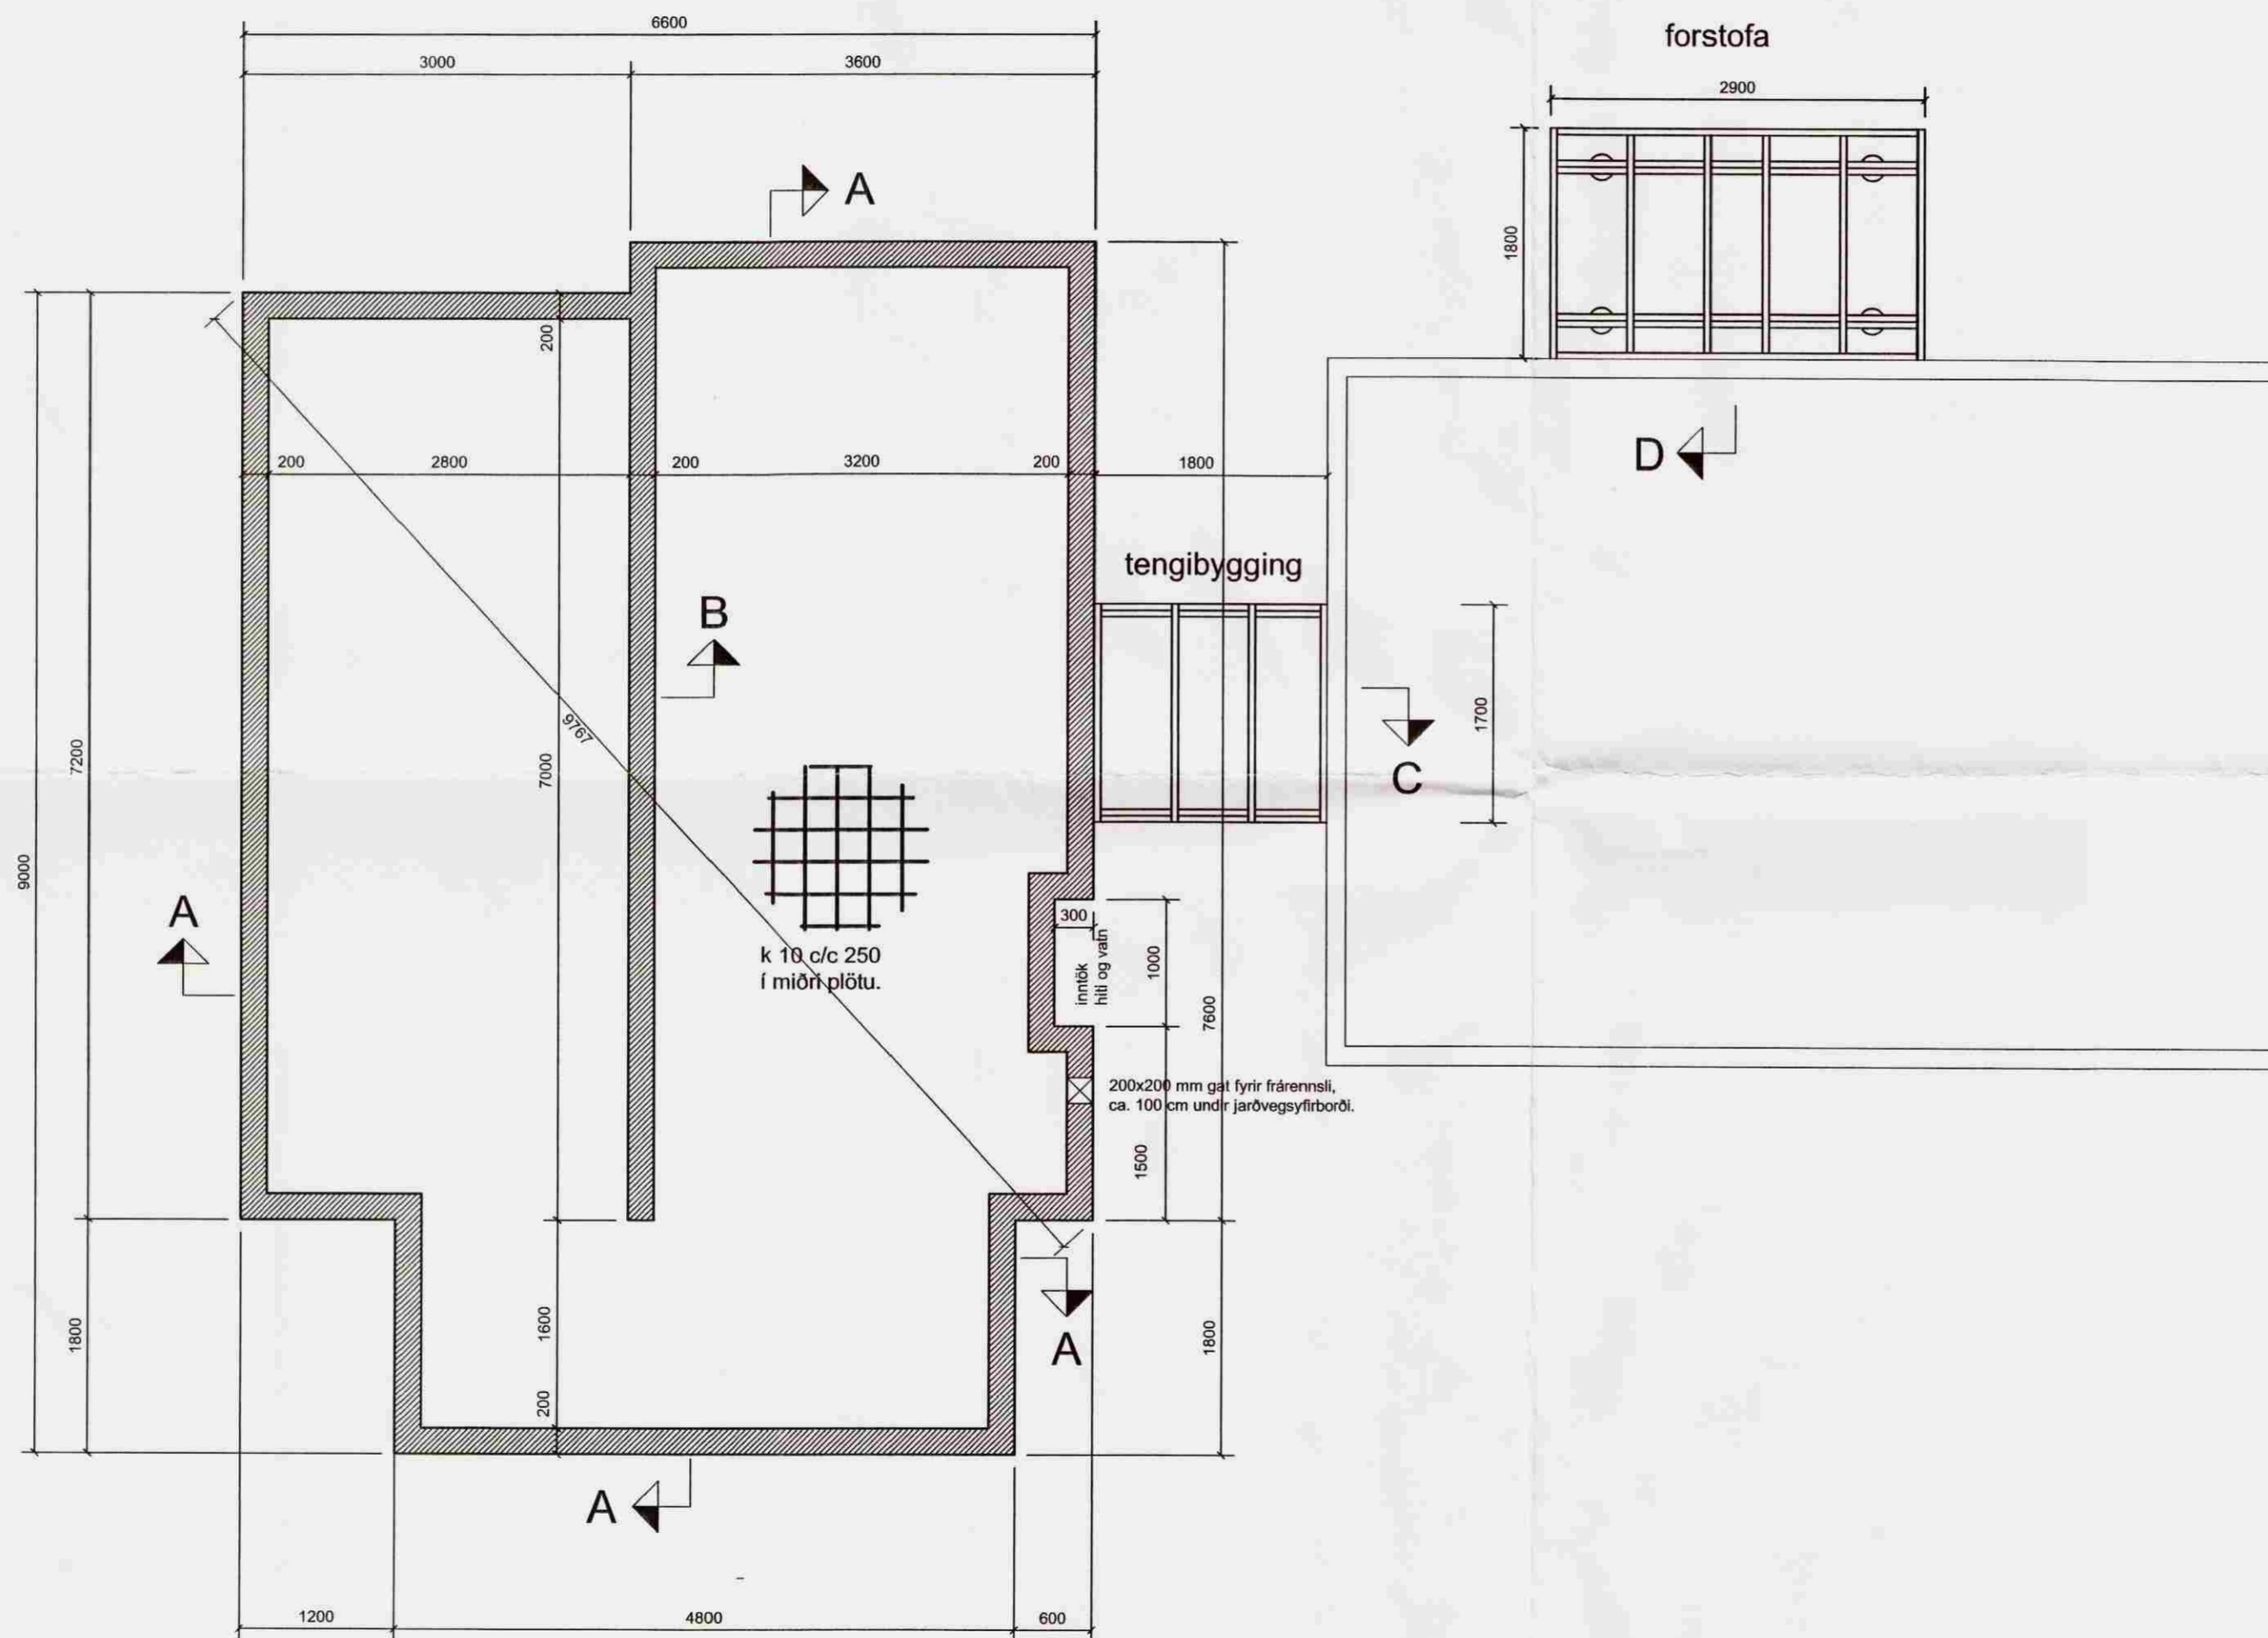 6600
forstofa
3000
3600
2900
A
1800
200
200
2800
200
3200
200
1800
D
tengibygging
B
1700
9767
7200
7000
C
9000
A
300
k 10 c/c 250
í miðri plötu.
inntök
hiti og vatn
1000
7600
200x200 mm gat fyrir frárennsli,
ca. 100 cm undir jarðvegsyfirborði.
1500
1800
1600
A
1800
200
A
1200
4800
600